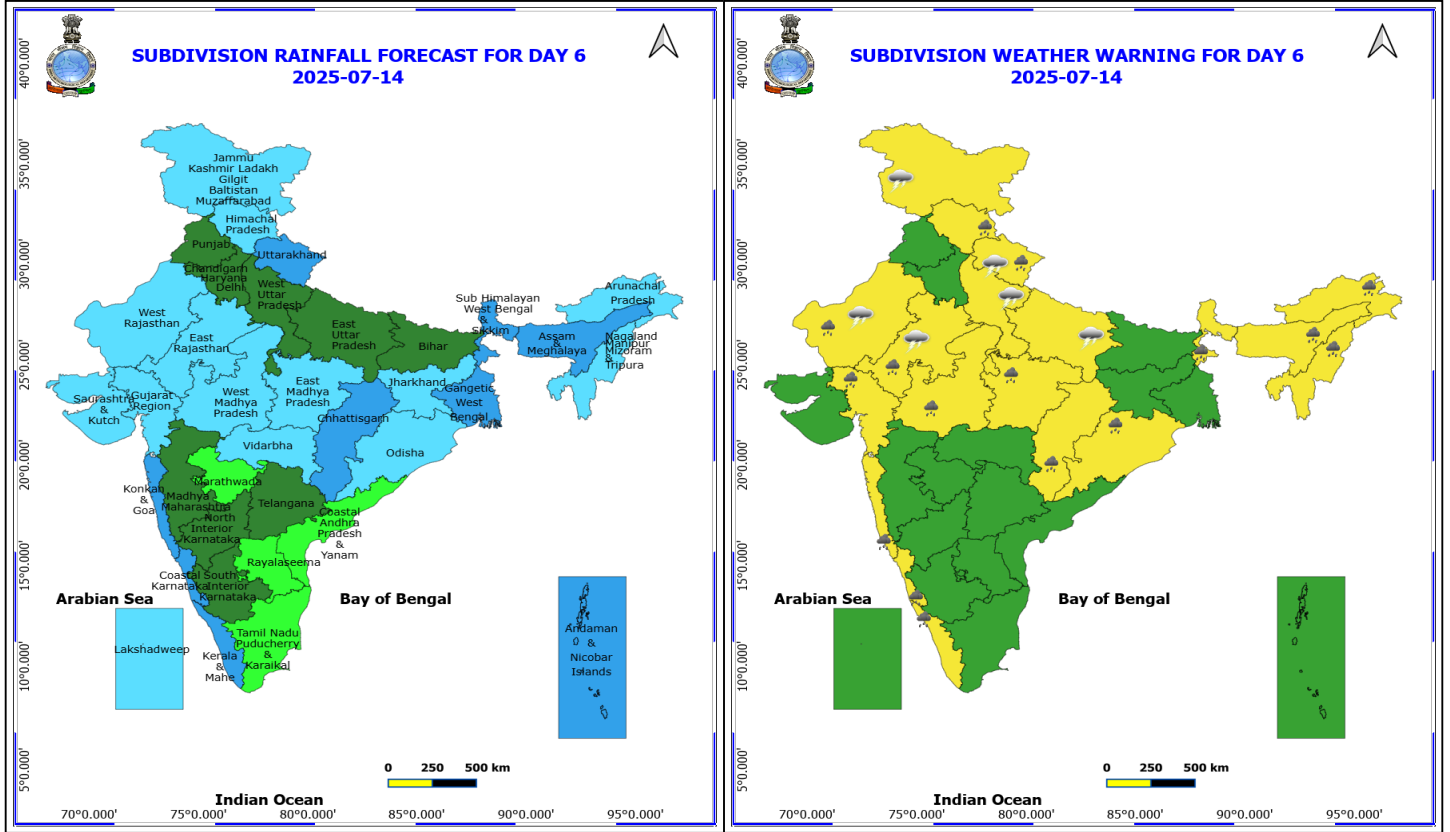 SUBDIVISION RAINFALL FORECAST FOR DAY 6
2025-07-14
40°0.000'
35°0.000'
30°0.000'
25°0.000'
20°0.000'
15°0.000'
10°0.000'
5°0.000'
Jammu
Kashmir Ladakh
Gilgit
Baltistan
Muzaffarabad
Himachal
Pradesh
Punjab
Uttarakhand
Chandigarh
Haryana
Delhi
West
Uttar
Pradesh
East
Uttar
Pradesh
Bihar
Sub Himalayan
West Bengal
&
Sikkim
Arunachal
Pradesh
Assam
&
Meghalaya
Nagaland
Manipur
Mizoram
&
Tripura
West
Rajasthan
East
Rajasthan
Saurashtra
&
Kutch
Gujarat
Region
West
Madhya
Pradesh
East
Madhya
Pradesh
Jharkhand
Gangetic
West
Bengal
Chhattisgarh
Odisha
Vidarbha
Marathwada
Konkan
&
Goa
Madhya
Maharashtra
Telangana
North
Interior
Karnataka
Coastal
Andhra
Pradesh
&
Yanam
Rayalaseema
Coastal
Karnataka
South
Interior
Karnataka
Tamil Nadu
Puducherry
&
Karaikal
Kerala
&
Mahe
Arabian Sea
Lakshadweep
Bay of Bengal
Andaman
&
Nicobar
Islands
0 250 500 km
Indian Ocean
70°0.000' 75°0.000' 80°0.000' 85°0.000' 90°0.000' 95°0.000'
SUBDIVISION WEATHER WARNING FOR DAY 6
2025-07-14
40°0.000'
35°0.000'
30°0.000'
25°0.000'
20°0.000'
15°0.000'
10°0.000'
5°0.000'
Arabian Sea
Bay of Bengal
0 250 500 km
Indian Ocean
70°0.000' 75°0.000' 80°0.000' 85°0.000' 90°0.000' 95°0.000'